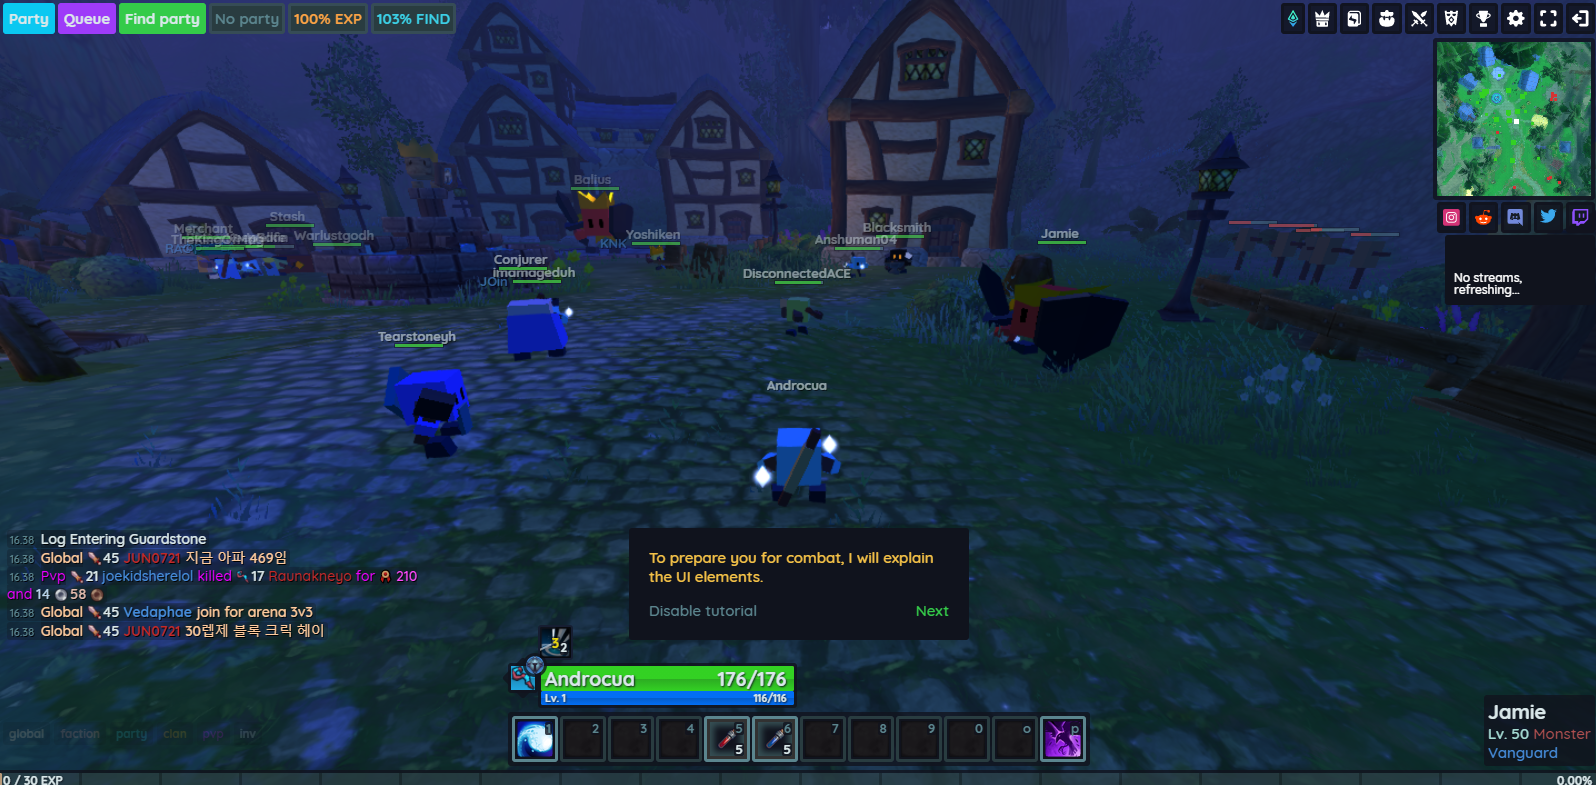 Party Queue Find party No party 100% EXP 103% FIND
Balius
Stash
Merchant
Warlustgodh
KNK Yoshiken
Blacksmith
Anshuman04
Jamie
Conjurer
imamageduh
JOin
DisconnectedACE
Tearstoneyh
Androcua
No streams,
refreshing...
16.38 Log Entering Guardstone
16.38 Global 45 JUN0721 지금 아파 469임
16.38 Pvp 21 joekidsherelol killed 17 Raunakneyo for 210
and 14 58
16.38 Global 45 Vedaphae join for arena 3v3
16.38 Global 45 JUN0721 30렙제 블록 크릭 헤이
To prepare you for combat, I will explain
the UI elements.
Disable tutorial Next
3 2
Androcua 176/176
Lv. 1 116/116
1 2 3 4 5 6 7 8 9 0 o p
5 5
global faction party clan pvp inv
Jamie
Lv. 50 Monster
Vanguard
0 / 30 EXP 0.00%